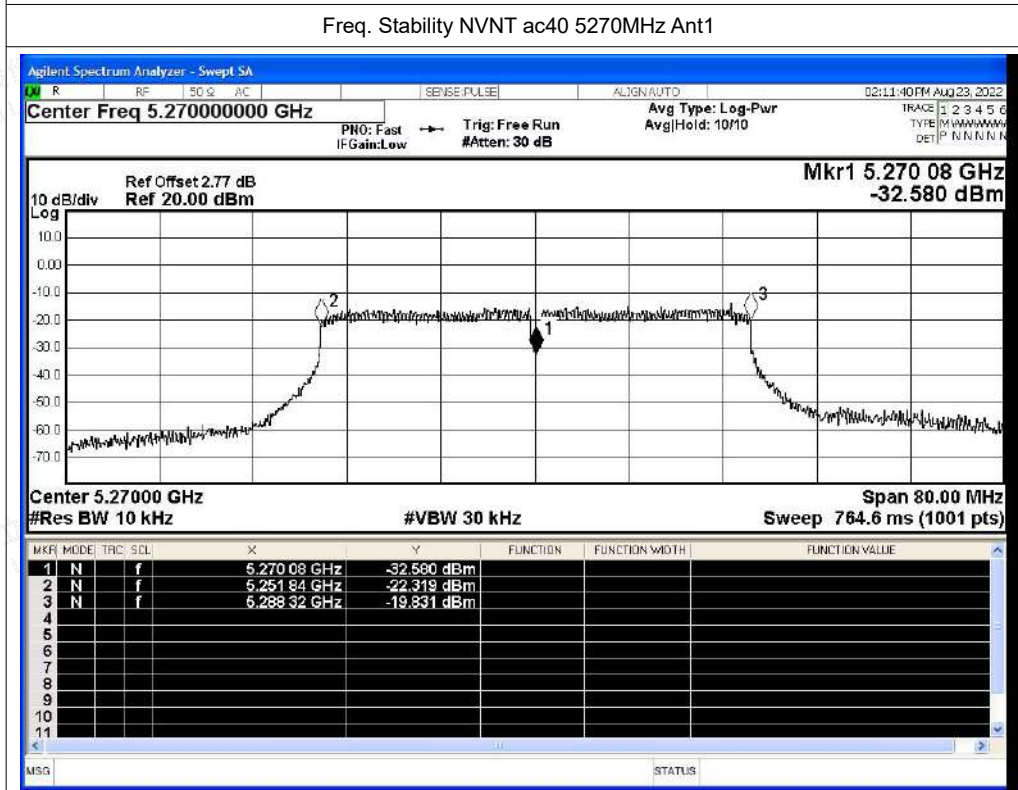 Freq. Stability NVNT ac40 5270MHz Ant1
Agilent Spectrum Analyzer - Swept SA
R RF 50 Ω AC SENSE:PULSE ALIGNAUTO 02:11:40 PM Aug 23, 2022
Center Freq 5.270000000 GHz Avg Type: Log-Pwr TRACE 1 2 3 4 5 6
PNO: Fast Trig: Free Run Avg|Hold: 10/10 TYPE M
IFGain:Low #Atten: 30 dB DET P N N N N N
Mkr1 5.270 08 GHz
Ref Offset 2.77 dB
10 dB/div Ref 20.00 dBm -32.580 dBm
Log
10.0
0.00
-10.0
2 3
-20.0
1
-30.0
-40.0
-50.0
-60.0
-70.0
Center 5.27000 GHz Span 80.00 MHz
#Res BW 10 kHz #VBW 30 kHz Sweep 764.6 ms (1001 pts)
MKR MODE TRC SCL X Y FUNCTION FUNCTION WIDTH FUNCTION VALUE
1 N f 5.270 08 GHz -32.580 dBm
2 N f 5.251 84 GHz -22.319 dBm
3 N f 5.288 32 GHz -19.831 dBm
4
5
6
7
8
9
10
11
MSG STATUS